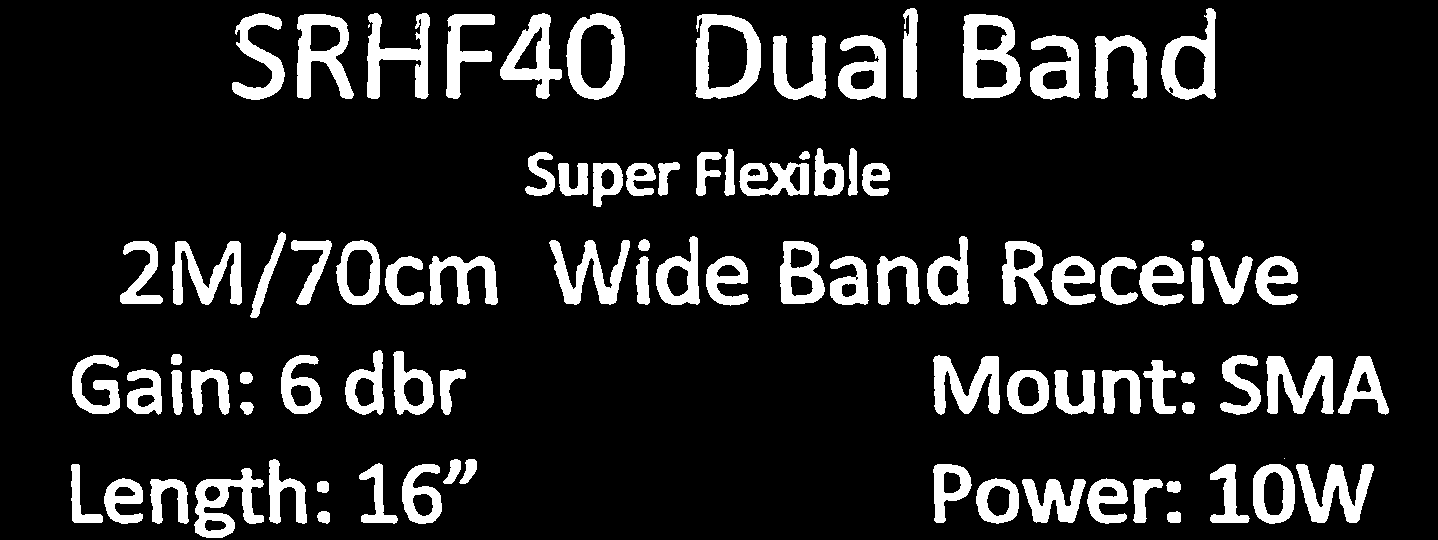 SRHF40 Dual Band
Super Flexible
2M/70cm Wide Band Receive
Gain: 6 dbr Mount: SMA
Length: 16” Power: 10W